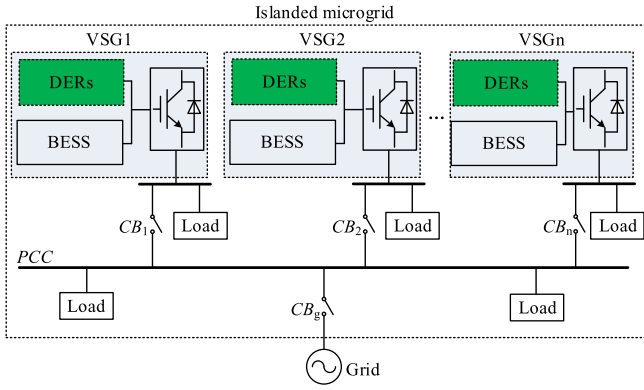 Islanded microgrid
VSG1
VSG2
VSGn
DERs
DERs
DERs
BESS
BESS
BESS
...
CB1
Load
CB2
Load
CBn
Load
PCC
Load
CBg
Load
Grid